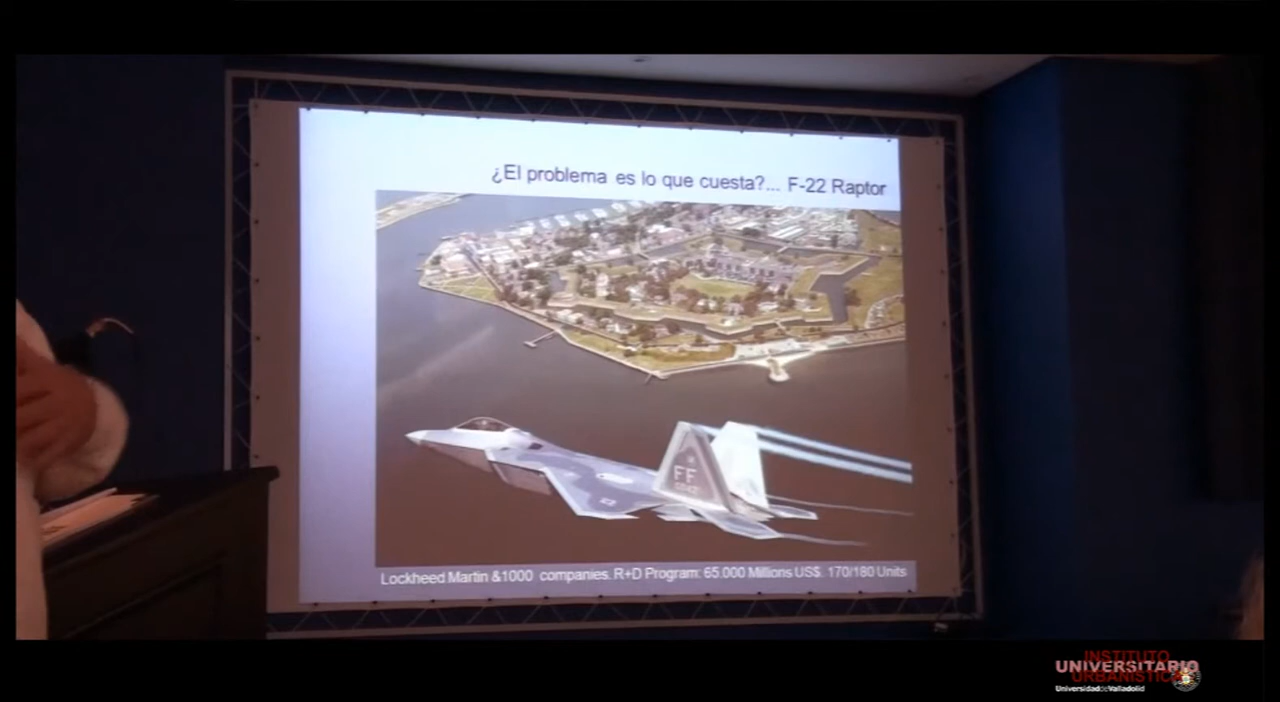 ¿El problema es lo que cuesta?... F-22 Raptor
FF
Lockheed Martin &1000 companies. R+D Program: 65.000 Millions US$. 170/180 Units
INSTITUTO
UNIVERSITARIO
URBANÍSTICA
Universidad de Valladolid